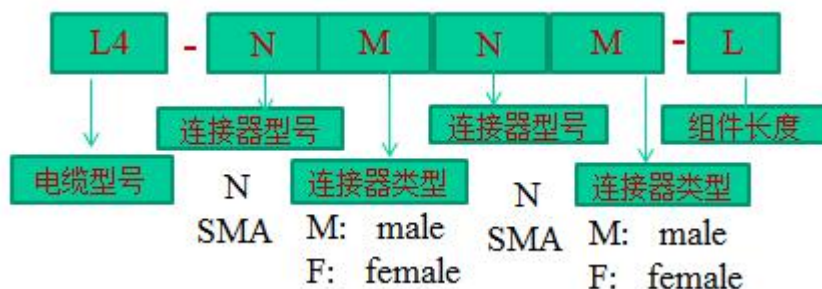 L4 - N M N M - L
连接器型号 连接器型号 组件长度
电缆型号 N 连接器类型 N 连接器类型
SMA M: male SMA M: male
F: female F: female